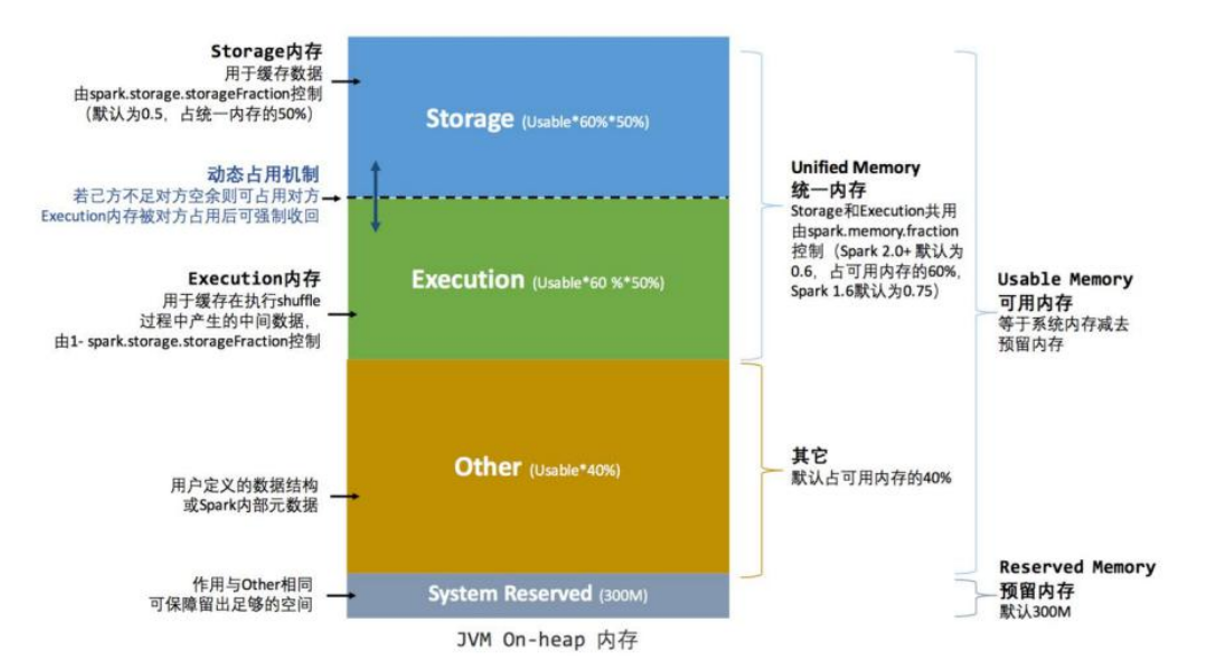 Storage内存
用于缓存数据
由spark.storage.storageFraction控制
（默认为0.5，占统一内存的50%）
动态占用机制
若己方不足对方空余则可占用对方
Execution内存被对方占用后可强制收回
Execution内存
用于缓存在执行shuffle
过程中产生的中间数据，
由1- spark.storage.storageFraction控制
用户定义的数据结构
或Spark内部元数据
作用与Other相同
可保障留出足够的空间
Storage (Usable*60%*50%)
Execution (Usable*60 %*50%)
Other (Usable*40%)
System Reserved (300M)
JVM On-heap 内存
Unified Memory
统一内存
Storage和Execution共用
由spark.memory.fraction
控制（Spark 2.0+ 默认为
0.6，占可用内存的60%，
Spark 1.6默认为0.75）
其它
默认占可用内存的40%
Usable Memory
可用内存
等于系统内存减去
预留内存
Reserved Memory
预留内存
默认300M